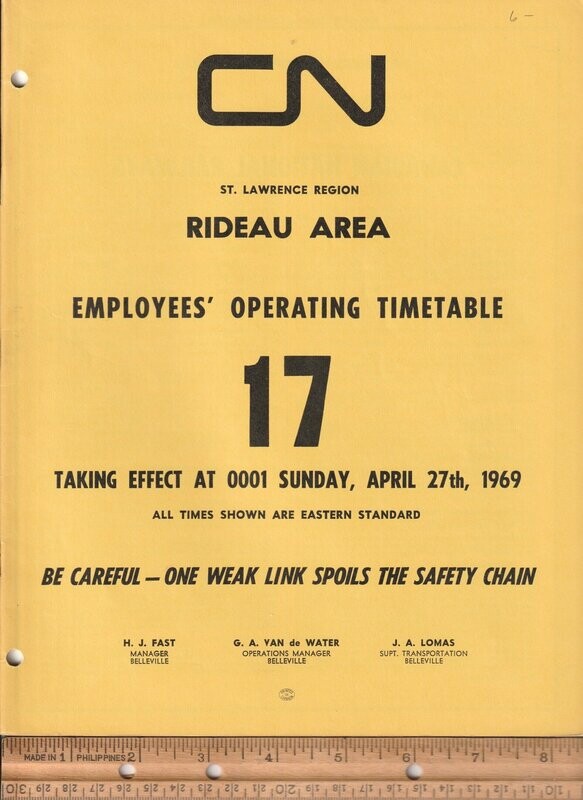 6 –
CN
ST. LAWRENCE REGION
RIDEAU AREA
EMPLOYEES' OPERATING TIMETABLE
17
TAKING EFFECT AT 0001 SUNDAY, APRIL 27th, 1969
ALL TIMES SHOWN ARE EASTERN STANDARD
BE CAREFUL – ONE WEAK LINK SPOILS THE SAFETY CHAIN
H. J. FAST G. A. VAN de WATER J. A. LOMAS
MANAGER OPERATIONS MANAGER SUPT. TRANSPORTATION
BELLEVILLE BELLEVILLE BELLEVILLE
MADE IN 1 PHILIPPINES 2 3 4 5 6 7 8